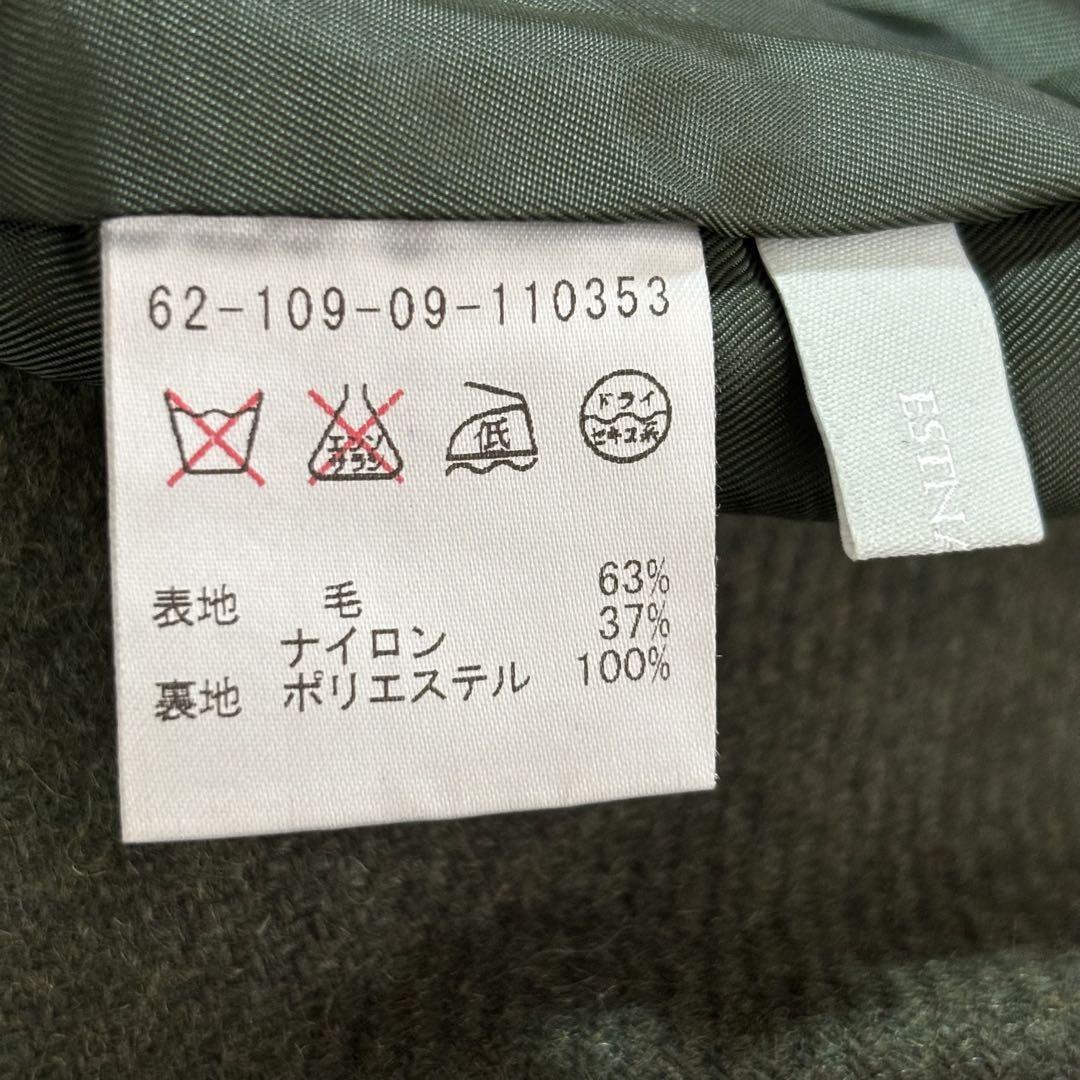 62-109-09-110353
エンソ
サラシ
低
ドライ
セキユ系
表地 毛 63%
ナイロン 37%
裏地 ポリエステル 100%
ESTNA